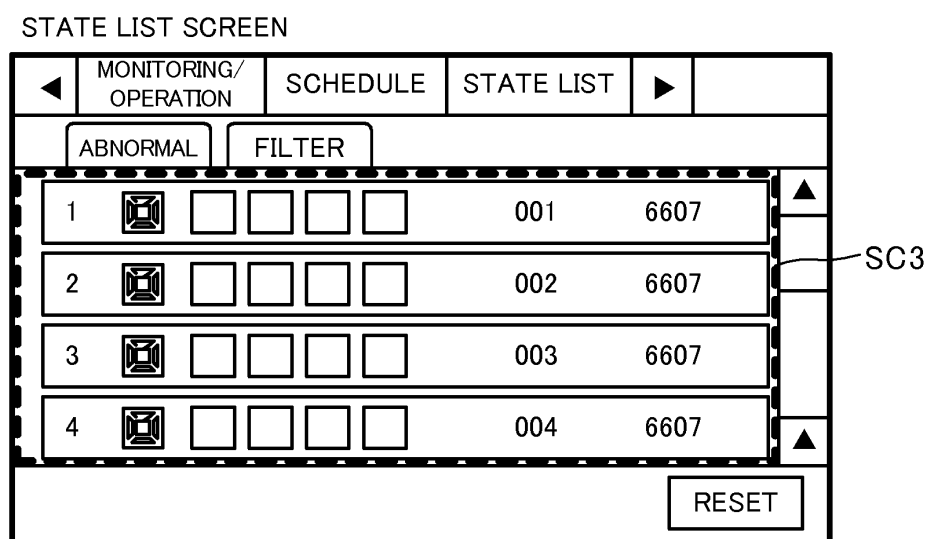 STATE LIST SCREEN
◀ MONITORING/
OPERATION SCHEDULE STATE LIST ▶
ABNORMAL FILTER
1 001 6607
2 002 6607
3 003 6607
4 004 6607
SC3
RESET